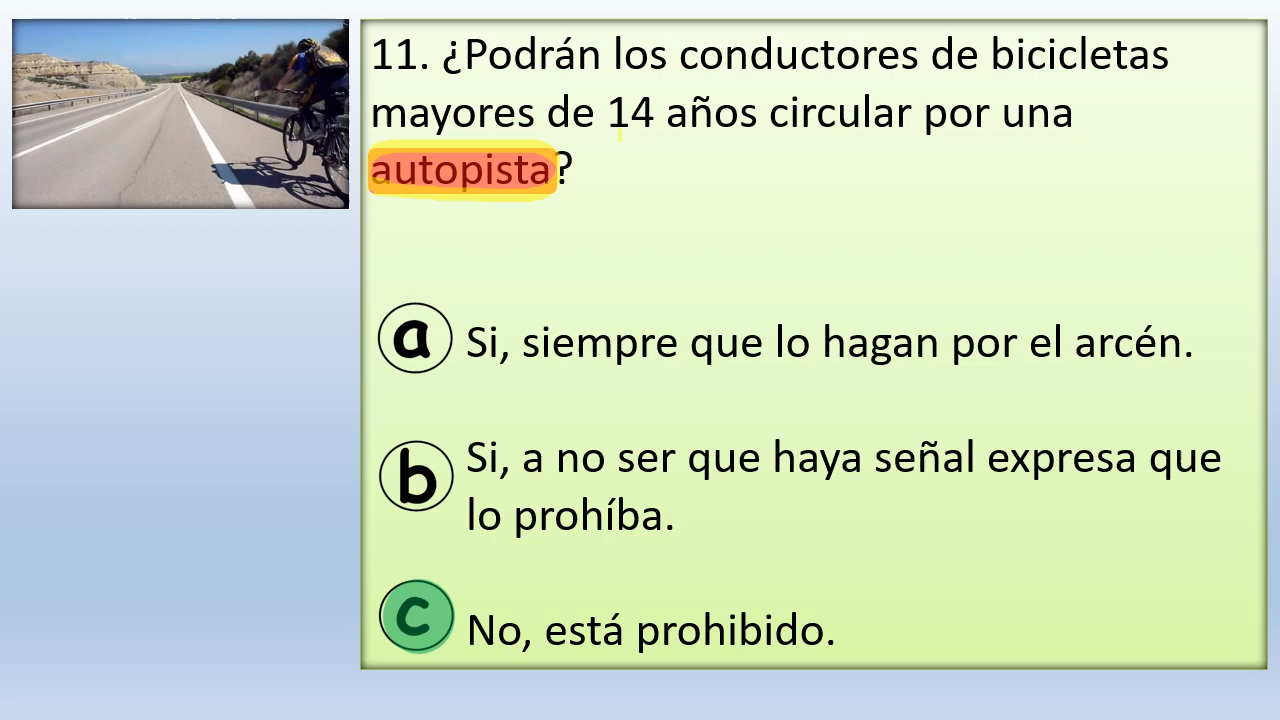 11. ¿Podrán los conductores de bicicletas
mayores de 14 años circular por una
autopista?
a Si, siempre que lo hagan por el arcén.
b Si, a no ser que haya señal expresa que
lo prohíba.
c No, está prohibido.